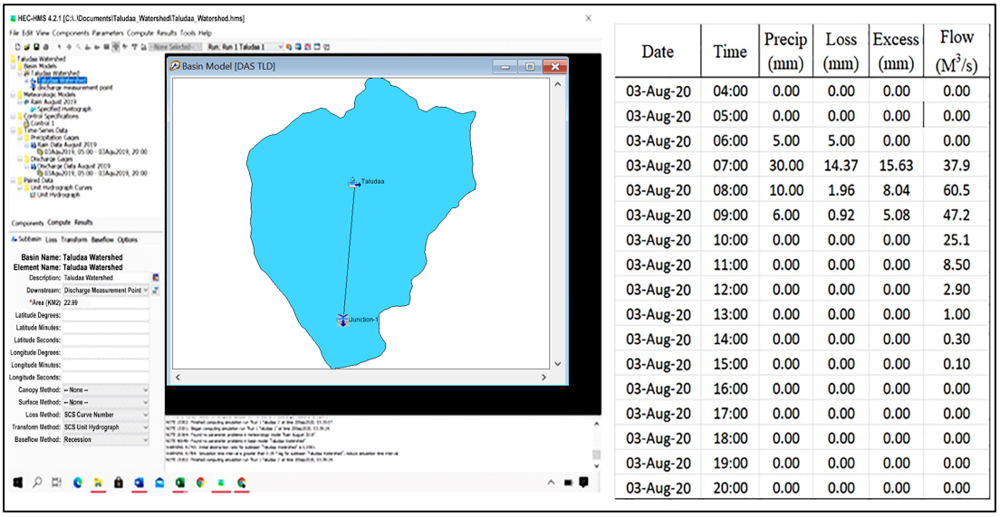 HEC-HMS 4.2.1 [C:\..\Documents\Taludaa_Watershed\Taludaa_Watershed.hms]
File Edit View Components Parameters Compute Results Tools Help
--None Selected-- Run: Run 1 Taludaa
Taludaa Watershed
Basin Models
Taludaa Watershed
Taludaa Watershed
discharge measurement point
Meteorologic Models
Rain August 2019
Specified Hyetograph
Control Specifications
Control 1
Time-Series Data
Precipitation Gages
Rain Data August 2019
03Agu2019, 05:00 - 03Agu2019, 20:00
Discharge Gages
Discharge Data August 2019
03Agu2019, 05:00 - 03Agu2019, 20:00
Paired Data
Unit Hydrograph Curves
Unit Hydrograph
Components Compute Results
Subbasin Loss Transform Baseflow Options
Basin Name: Taludaa Watershed
Element Name: Taludaa Watershed
Description: Taludaa Watershed
Downstream: Discharge Measurement Point
*Area (KM2) 22.99
Latitude Degrees:
Latitude Minutes:
Latitude Seconds:
Longitude Degrees:
Longitude Minutes:
Longitude Seconds:
Canopy Method: -- None --
Surface Method: -- None --
Loss Method: SCS Curve Number
Transform Method: SCS Unit Hydrograph
Baseflow Method: Recession
Basin Model [DAS TLD]
Taludaa
Junction-1
Date Time Precip (mm) Loss (mm) Excess (mm) Flow (M³/s)
03-Aug-20 04:00 0.00 0.00 0.00 0.00
03-Aug-20 05:00 0.00 0.00 0.00 0.00
03-Aug-20 06:00 5.00 5.00 0.00 0.00
03-Aug-20 07:00 30.00 14.37 15.63 37.9
03-Aug-20 08:00 10.00 1.96 8.04 60.5
03-Aug-20 09:00 6.00 0.92 5.08 47.2
03-Aug-20 10:00 0.00 0.00 0.00 25.1
03-Aug-20 11:00 0.00 0.00 0.00 8.50
03-Aug-20 12:00 0.00 0.00 0.00 2.90
03-Aug-20 13:00 0.00 0.00 0.00 1.00
03-Aug-20 14:00 0.00 0.00 0.00 0.30
03-Aug-20 15:00 0.00 0.00 0.00 0.10
03-Aug-20 16:00 0.00 0.00 0.00 0.00
03-Aug-20 17:00 0.00 0.00 0.00 0.00
03-Aug-20 18:00 0.00 0.00 0.00 0.00
03-Aug-20 19:00 0.00 0.00 0.00 0.00
03-Aug-20 20:00 0.00 0.00 0.00 0.00